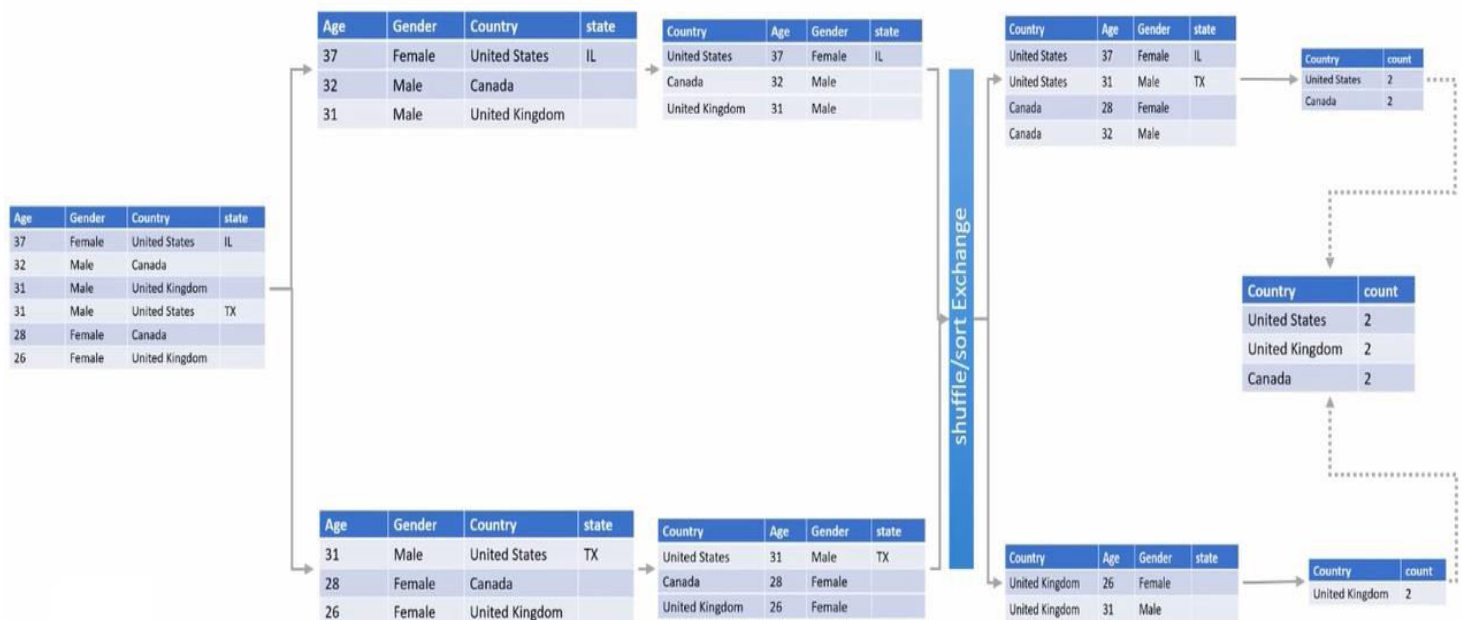 Age Gender Country state
37 Female United States IL
32 Male Canada
31 Male United Kingdom
31 Male United States TX
28 Female Canada
26 Female United Kingdom
Age Gender Country state
37 Female United States IL
32 Male Canada
31 Male United Kingdom
Country Age Gender state
United States 37 Female IL
Canada 32 Male
United Kingdom 31 Male
Age Gender Country state
31 Male United States TX
28 Female Canada
26 Female United Kingdom
Country Age Gender state
United States 31 Male TX
Canada 28 Female
United Kingdom 26 Female
shuffle/sort Exchange
Country Age Gender state
United States 37 Female IL
United States 31 Male TX
Canada 28 Female
Canada 32 Male
Country count
United States 2
Canada 2
Country Age Gender state
United Kingdom 26 Female
United Kingdom 31 Male
Country count
United Kingdom 2
Country count
United States 2
United Kingdom 2
Canada 2